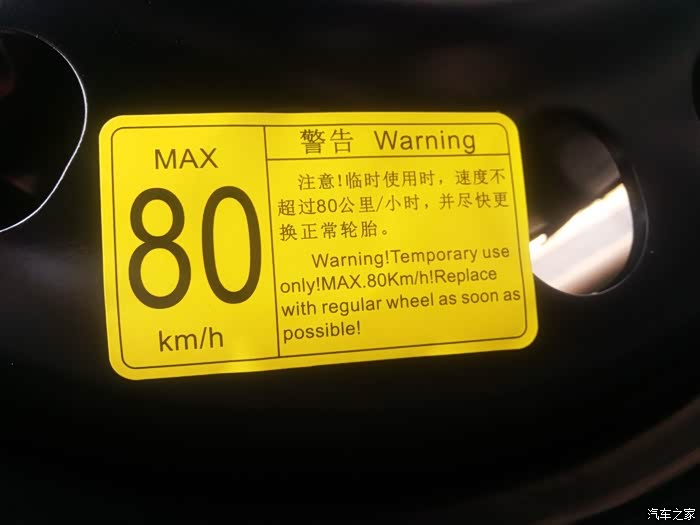 MAX
80
km/h
警告 Warning
注意!临时使用时，速度不
超过80公里/小时，并尽快更
换正常轮胎。
Warning!Temporary use
only!MAX.80Km/h!Replace
with regular wheel as soon as
possible!
汽车之家